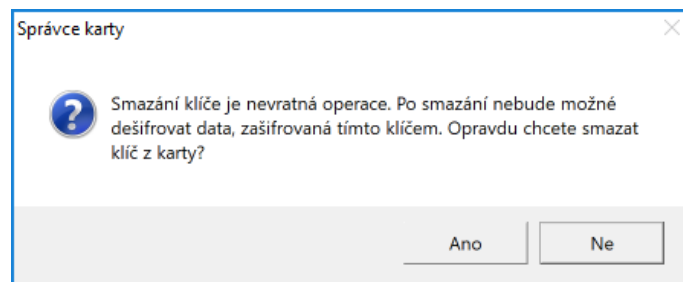 Správce karty
Smazání klíče je nevratná operace. Po smazání nebude možné
dešifrovat data, zašifrovaná tímto klíčem. Opravdu chcete smazat
klíč z karty?
Ano
Ne